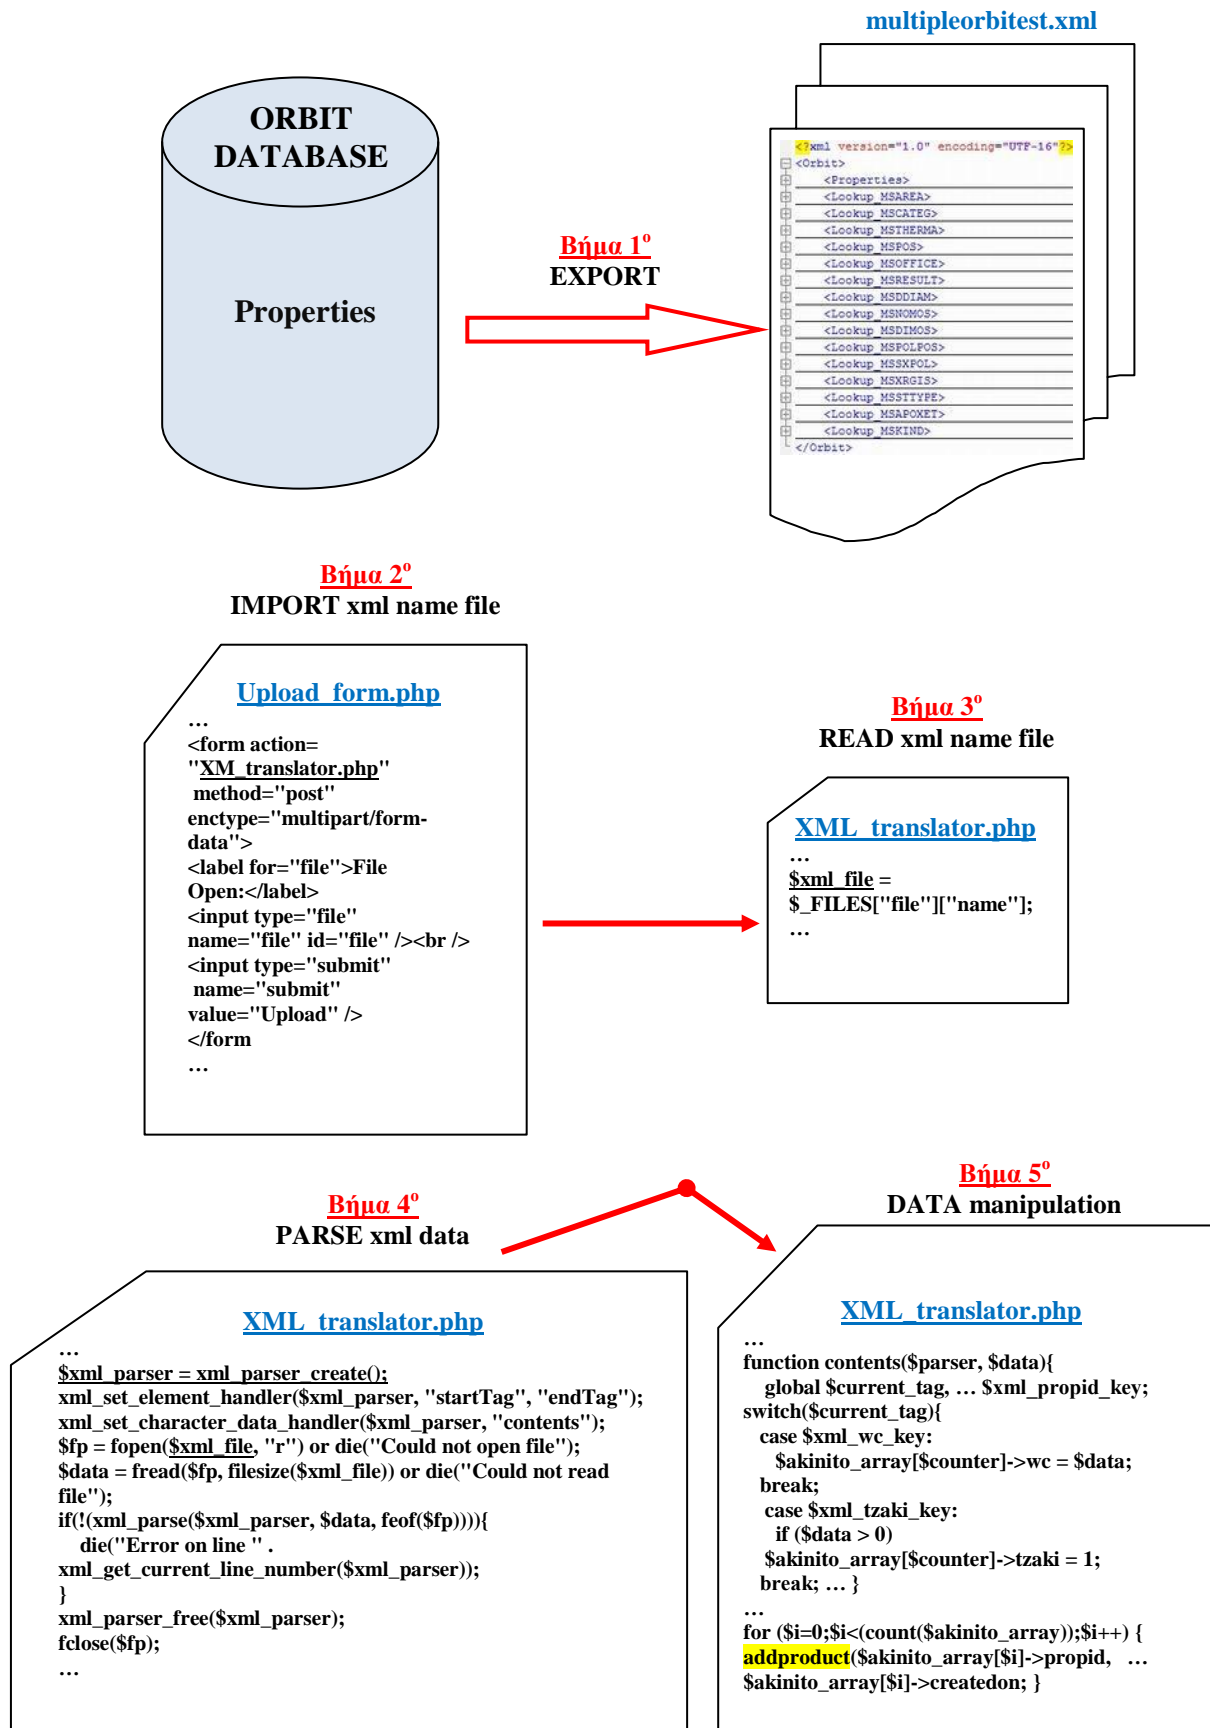 multipleorbitest.xml
ORBIT
DATABASE
Properties
Βήμα 1º
EXPORT
<?xml version="1.0" encoding="UTF-16"?>
<Orbit>
<Properties>
<Lookup_MSAREA>
<Lookup_MSCATEG>
<Lookup_MSTHERMA>
<Lookup_MSPOS>
<Lookup_MSOFFICE>
<Lookup_MSRESULT>
<Lookup_MSDDIAM>
<Lookup_MSNOMOS>
<Lookup_MSDIMOS>
<Lookup_MSPOLPOS>
<Lookup_MSSXPOL>
<Lookup_MSXRGIS>
<Lookup_MSSTTYPE>
<Lookup_MSAPOXET>
<Lookup_MSKIND>
</Orbit>
Βήμα 2º
IMPORT xml name file
Upload_form.php
…
<form action=
"XM_translator.php"
method="post"
enctype="multipart/form-
data">
<label for="file">File
Open:</label>
<input type="file"
name="file" id="file" /><br />
<input type="submit"
name="submit"
value="Upload" />
</form
…
Βήμα 3º
READ xml name file
XML_translator.php
…
$xml_file =
$_FILES["file"]["name"];
…
Βήμα 4º
PARSE xml data
XML_translator.php
…
$xml_parser = xml_parser_create();
xml_set_element_handler($xml_parser, "startTag", "endTag");
xml_set_character_data_handler($xml_parser, "contents");
$fp = fopen($xml_file, "r") or die("Could not open file");
$data = fread($fp, filesize($xml_file)) or die("Could not read
file");
if(!(xml_parse($xml_parser, $data, feof($fp)))){
die("Error on line " .
xml_get_current_line_number($xml_parser));
}
xml_parser_free($xml_parser);
fclose($fp);
…
Βήμα 5º
DATA manipulation
XML_translator.php
…
function contents($parser, $data){
global $current_tag, … $xml_propid_key;
switch($current_tag){
case $xml_wc_key:
$akinito_array[$counter]->wc = $data;
break;
case $xml_tzaki_key:
if ($data > 0)
$akinito_array[$counter]->tzaki = 1;
break; … }
…
for ($i=0;$i<(count($akinito_array));$i++) {
addproduct($akinito_array[$i]->propid, …
$akinito_array[$i]->createdon; }